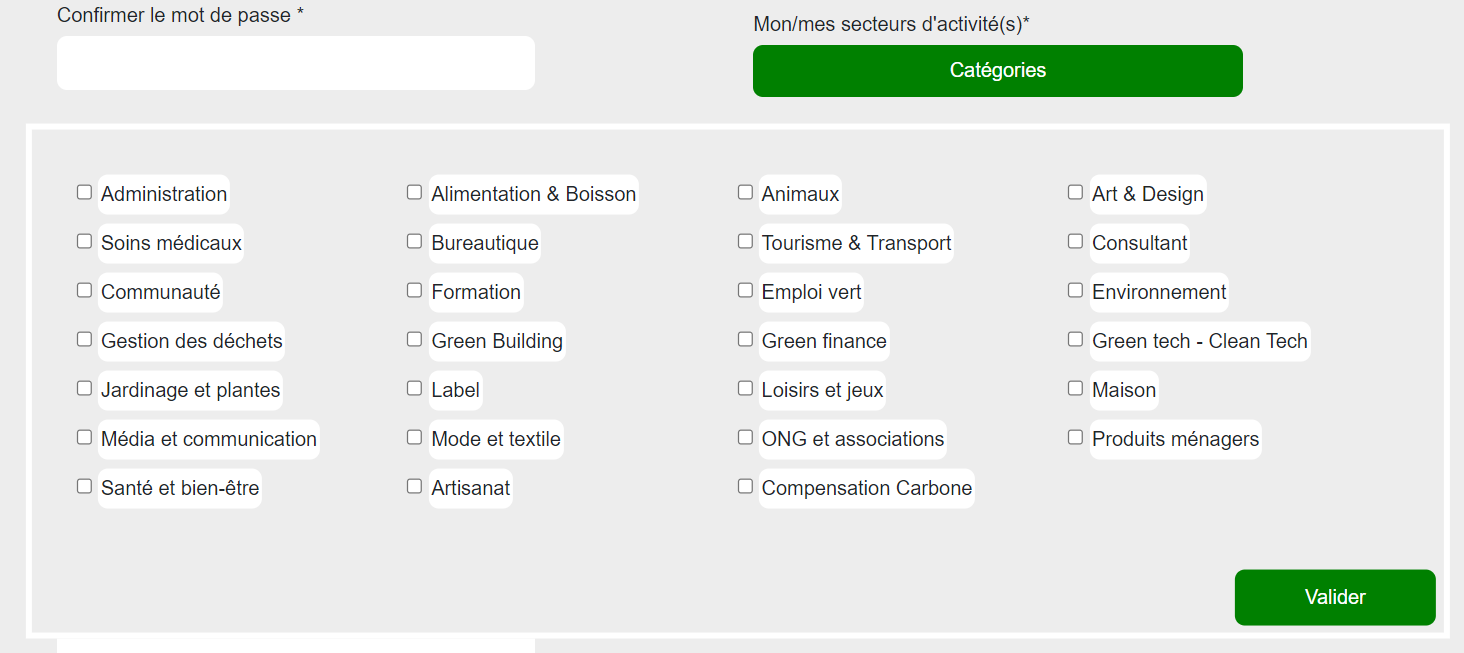 Confirmer le mot de passe *
Mon/mes secteurs d'activité(s)*
Catégories
Administration
Alimentation & Boisson
Animaux
Art & Design
Soins médicaux
Bureautique
Tourisme & Transport
Consultant
Communauté
Formation
Emploi vert
Environnement
Gestion des déchets
Green Building
Green finance
Green tech - Clean Tech
Jardinage et plantes
Label
Loisirs et jeux
Maison
Média et communication
Mode et textile
ONG et associations
Produits ménagers
Santé et bien-être
Artisanat
Compensation Carbone
Valider